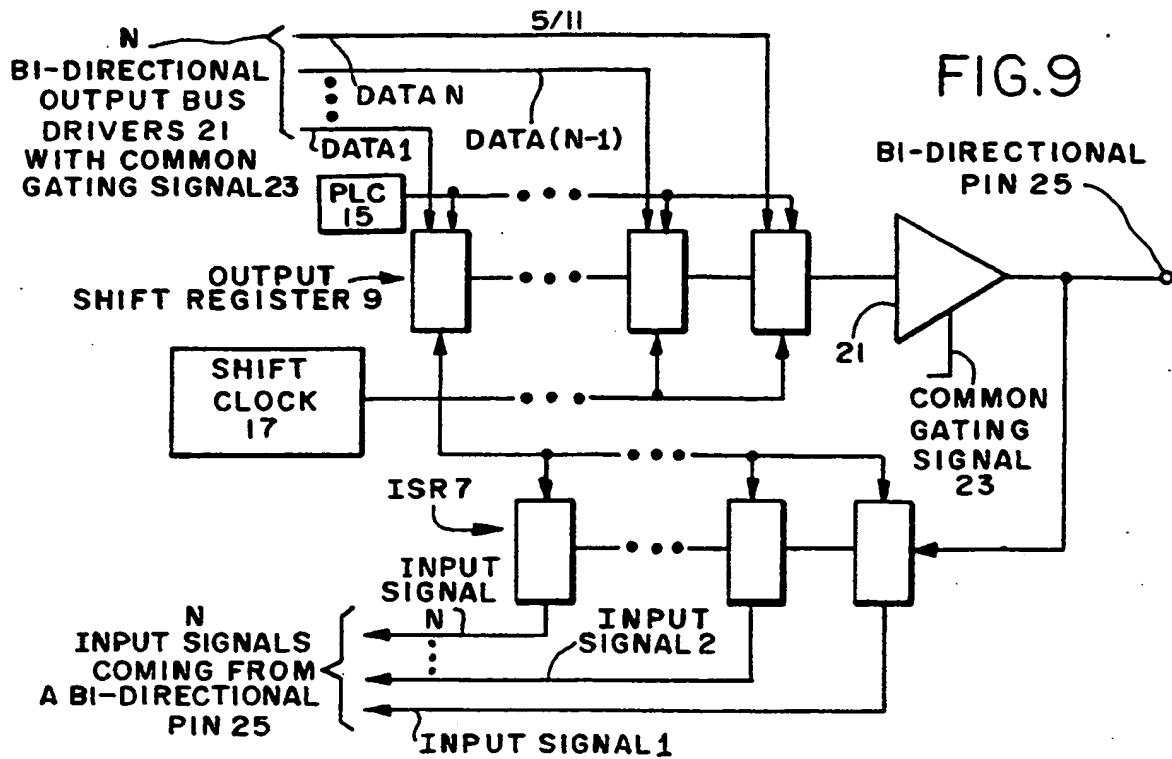 N
BI-DIRECTIONAL
OUTPUT BUS
DRIVERS 21
WITH COMMON
GATING SIGNAL 23
5/11
DATA N
DATA(N-1)
DATA 1
FIG.9
BI-DIRECTIONAL
PIN 25
PLC
15
OUTPUT
SHIFT REGISTER 9
21
SHIFT
CLOCK
17
COMMON
GATING
SIGNAL
23
ISR 7
INPUT
SIGNAL
N
INPUT
SIGNAL 2
N
INPUT SIGNALS
COMING FROM
A BI-DIRECTIONAL
PIN 25
INPUT SIGNAL 1